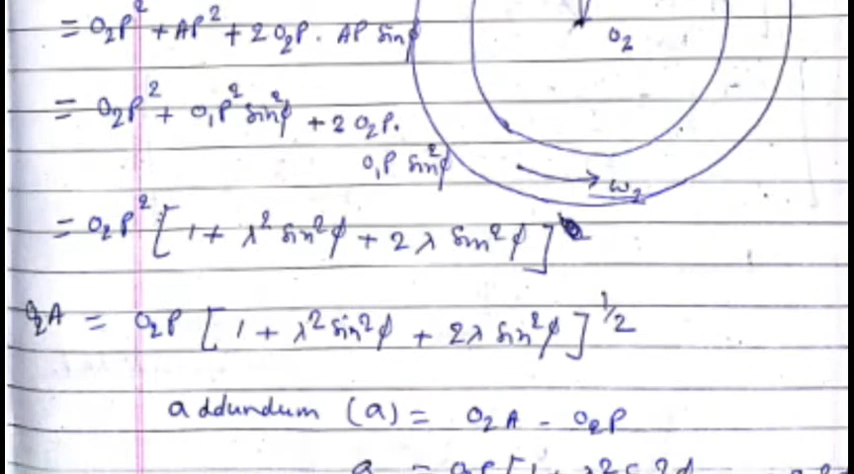 = O₂P² + AP² + 2 O₂P. AP sinφ
O₂
= O₂P² + O₁P² sin²φ + 2 O₂P.
O₁P sin²φ
ω₂
= O₂P² [ 1 + λ² sin²φ + 2λ sin²φ ]
O₂A = O₂P [ 1 + λ² sin²φ + 2λ sin²φ ]^1/2
addundum (a) = O₂A - O₂P
a =